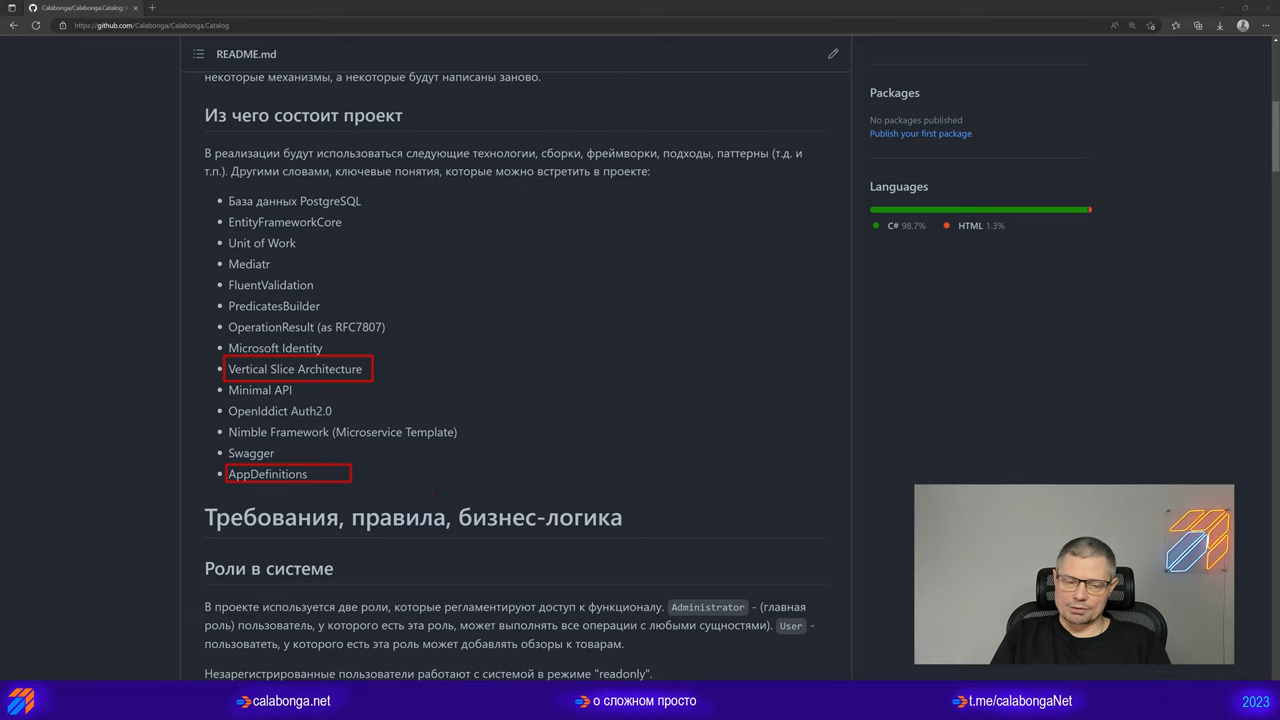 Calabonga/Calabonga.Catalog:
https://github.com/Calabonga/Calabonga.Catalog
README.md
некоторые механизмы, а некоторые будут написаны заново.
Из чего состоит проект
В реализации будут использоваться следующие технологии, сборки, фреймворки, подходы, паттерны (т.д. и
т.п.). Другими словами, ключевые понятия, которые можно встретить в проекте:
База данных PostgreSQL
EntityFrameworkCore
Unit of Work
Mediatr
FluentValidation
PredicatesBuilder
OperationResult (as RFC7807)
Microsoft Identity
Vertical Slice Architecture
Minimal API
OpenIddict Auth2.0
Nimble Framework (Microservice Template)
Swagger
AppDefinitions
Требования, правила, бизнес-логика
Роли в системе
В проекте используется две роли, которые регламентируют доступ к функционалу. Administrator - (главная
роль) пользователь, у которого есть эта роль, может выполнять все операции с любыми сущностями). User -
пользователь, у которого есть эта роль может добавлять обзоры к товарам.
Незарегистрированные пользователи работают с системой в режиме "readonly".
Packages
No packages published
Publish your first package
Languages
C# 98.7%
HTML 1.3%
calabonga.net
о сложном просто
t.me/calabongaNet
2023